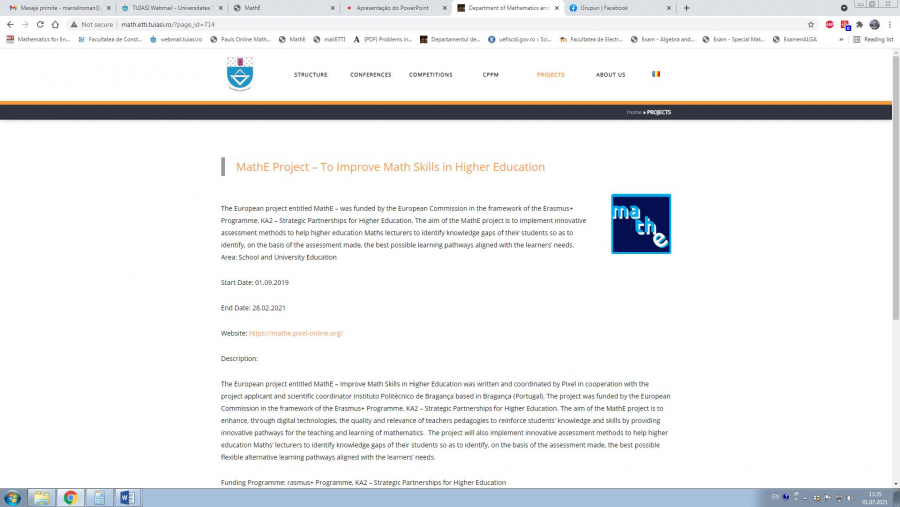 Mesaje primite - marcelroman@
TUIASI Webmail - Universitatea T
MathE
Apresentação do PowerPoint
Department of Mathematics and
Grupuri | Facebook
Not secure | math.etti.tuiasi.ro/?page_id=714
Mathematics for En...
Facultatea de Const...
webmail.tuiasi.ro
Pauls Online Math...
MathE
mailETTI
(PDF) Problems in...
Departamentul de...
uefiscdi.gov.ro :: Sci...
Facultatea de Electr...
Exam - Algebra and...
Exam - Special Mat...
ExamenALGA
»
Reading list
STRUCTURE CONFERENCES COMPETITIONS CPPM PROJECTS ABOUT US
Home » PROJECTS
MathE Project – To Improve Math Skills in Higher Education
The European project entitled MathE – was funded by the European Commission in the framework of the Erasmus+
Programme, KA2 – Strategic Partnerships for Higher Education. The aim of the MathE project is to implement innovative
assessment methods to help higher education Maths lecturers to identify knowledge gaps of their students so as to
identify, on the basis of the assessment made, the best possible learning pathways aligned with the learners' needs.
Area: School and University Education
ma
th
e
Start Date: 01.09.2019
End Date: 28.02.2021
Website: https://mathe.pixel-online.org/
Description:
The European project entitled MathE – Improve Math Skills in Higher Education was written and coordinated by Pixel in cooperation with the
project applicant and scientific coordinator Instituto Politécnico de Bragança based in Bragança (Portugal). The project was funded by the European
Commission in the framework of the Erasmus+ Programme, KA2 – Strategic Partnerships for Higher Education. The aim of the MathE project is to
enhance, through digital technologies, the quality and relevance of teachers pedagogies to reinforce students' knowledge and skills by providing
innovative pathways for the teaching and learning of mathematics. The project will also implement innovative assessment methods to help higher
education Maths' lecturers to identify knowledge gaps of their students so as to identify, on the basis of the assessment made, the best possible
flexible alternative learning pathways aligned with the learners' needs.
Funding Programme: rasmus+ Programme, KA2 – Strategic Partnerships for Higher Education
EN
13:35
01.07.2021